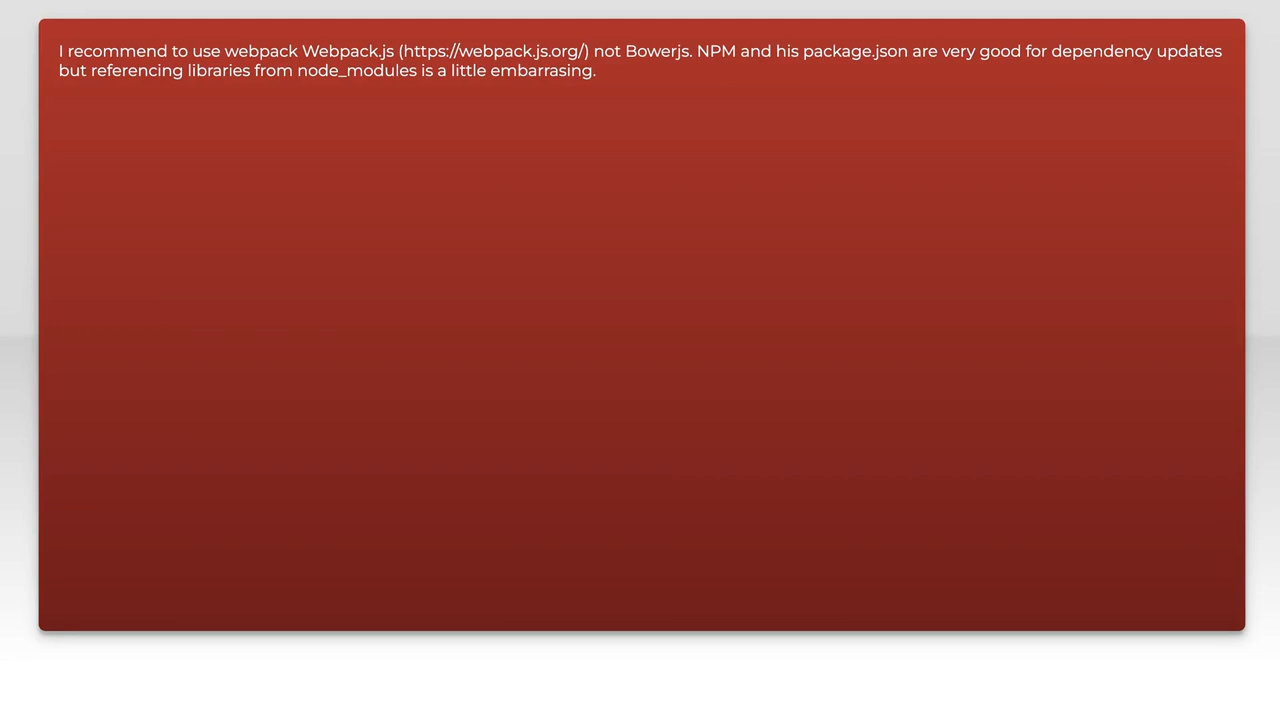 I recommend to use webpack Webpack.js (https://webpack.js.org/) not Bowerjs. NPM and his package.json are very good for dependency updates
but referencing libraries from node_modules is a little embarrasing.